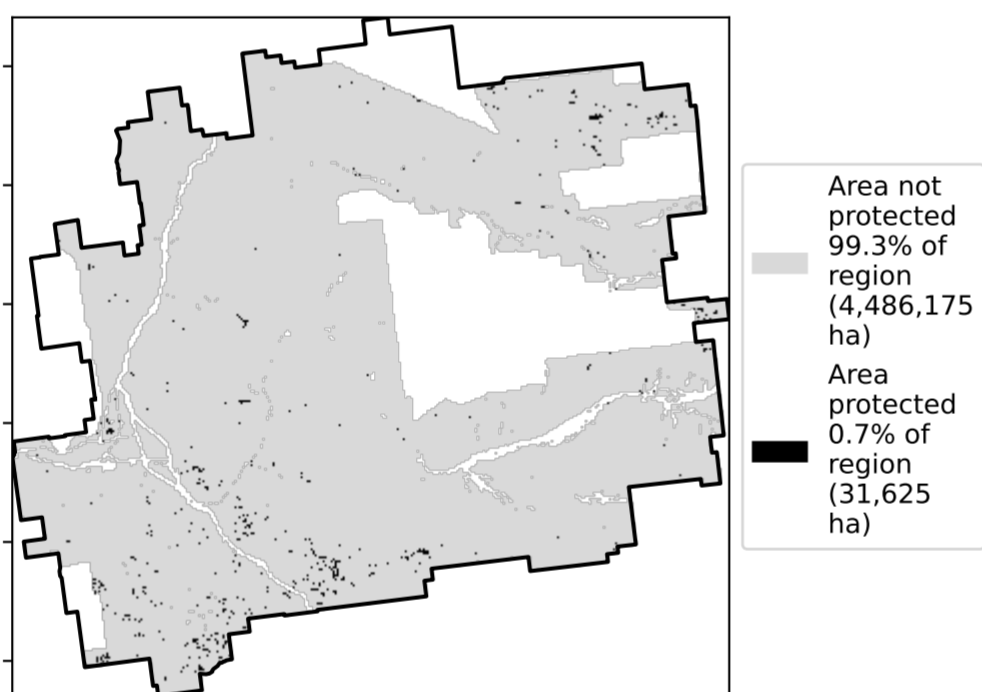 Area not
protected
99.3% of
region
(4,486,175
ha)
Area
protected
0.7% of
region
(31,625
ha)